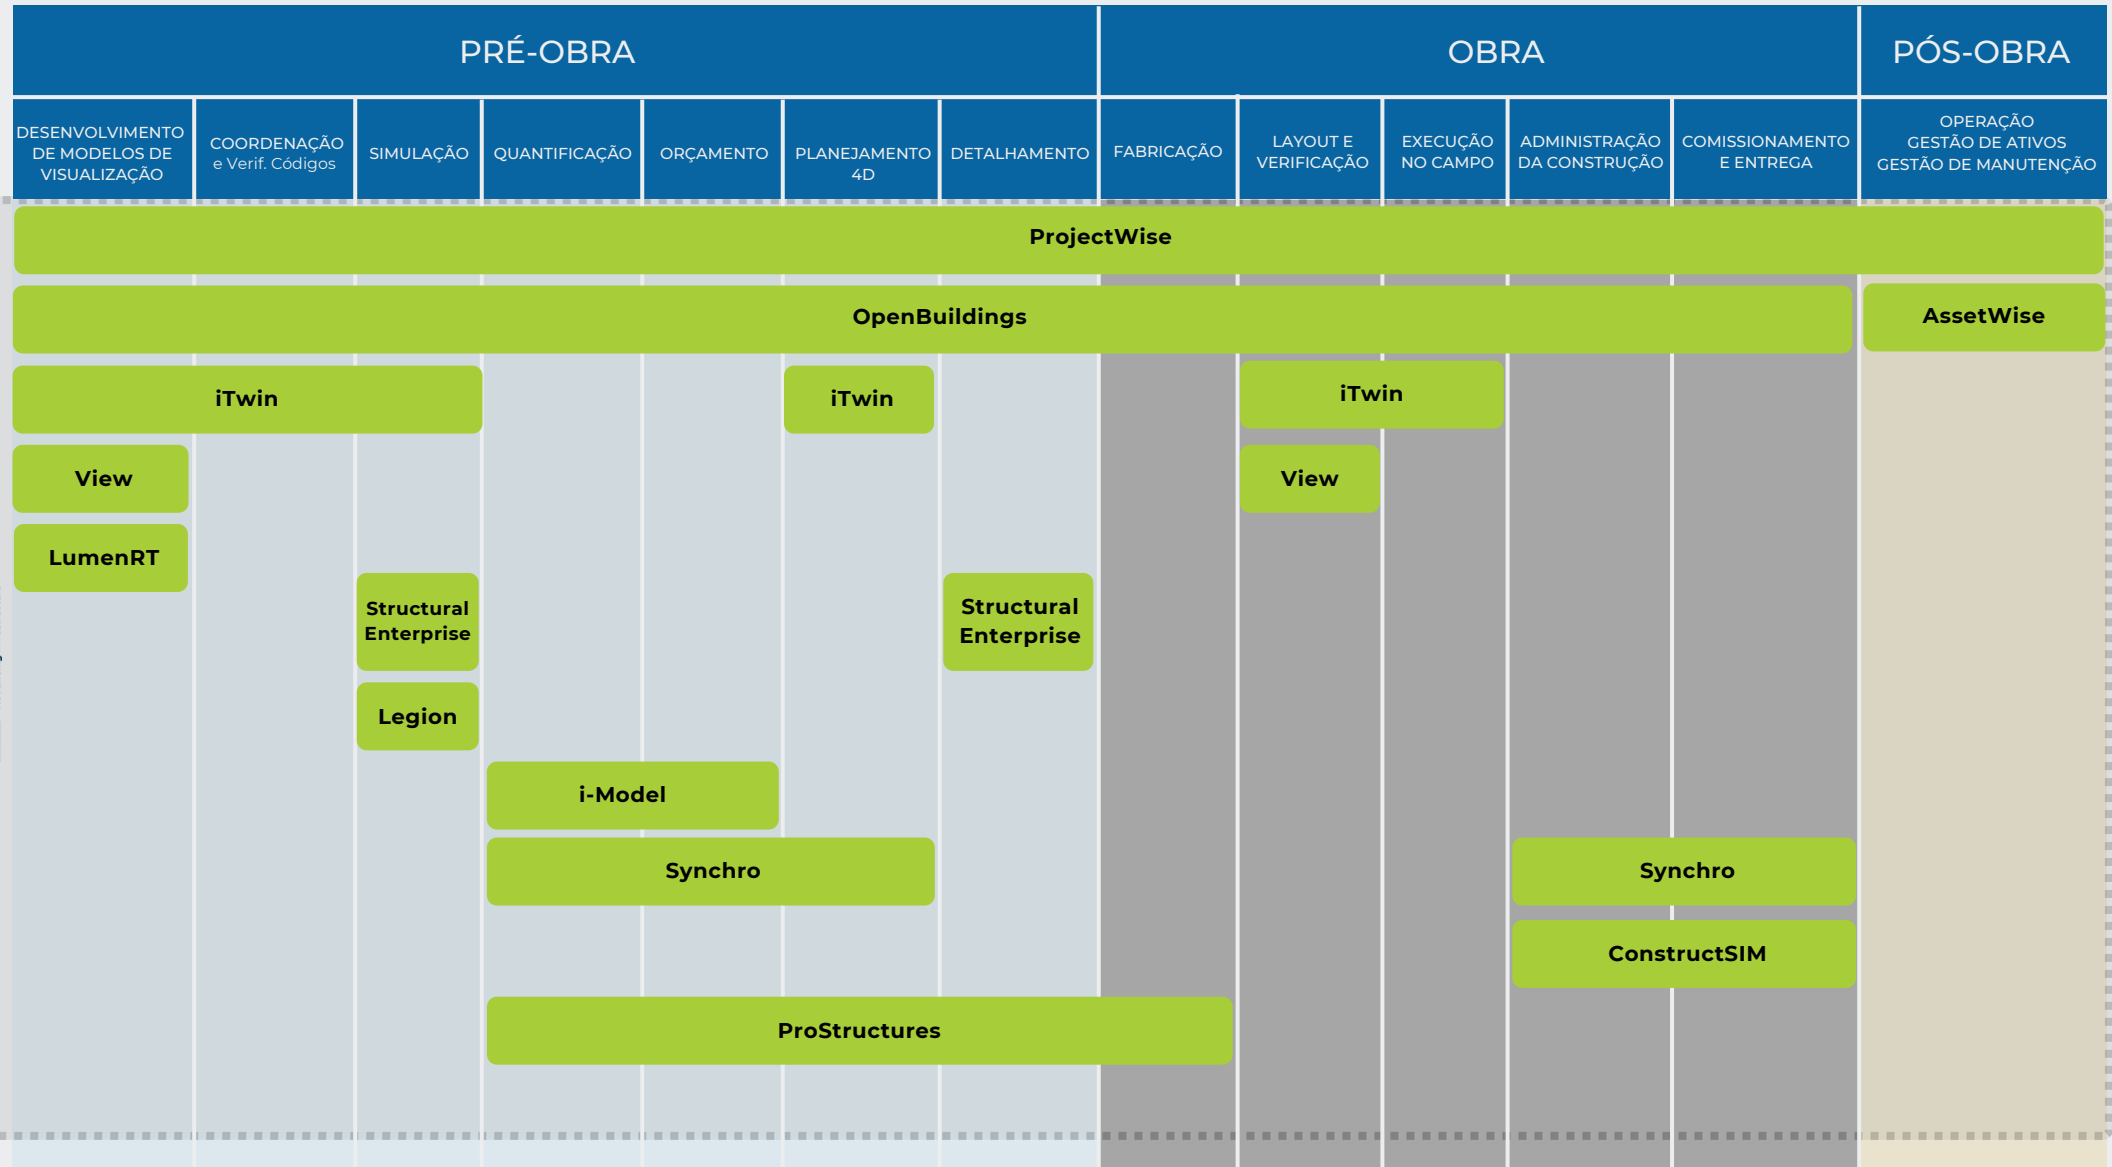 PRÉ-OBRA
OBRA
PÓS-OBRA
DESENVOLVIMENTO
DE MODELOS DE
VISUALIZAÇÃO
COORDENAÇÃO
e Verif. Códigos
SIMULAÇÃO
QUANTIFICAÇÃO
ORÇAMENTO
PLANEJAMENTO
4D
DETALHAMENTO
FABRICAÇÃO
LAYOUT E
VERIFICAÇÃO
EXECUÇÃO
NO CAMPO
ADMINISTRAÇÃO
DA CONSTRUÇÃO
COMISSIONAMENTO
E ENTREGA
OPERAÇÃO
GESTÃO DE ATIVOS
GESTÃO DE MANUTENÇÃO
ProjectWise
OpenBuildings
AssetWise
iTwin
iTwin
iTwin
View
View
LumenRT
Structural
Enterprise
Structural
Enterprise
Legion
i-Model
Synchro
Synchro
ConstructSIM
ProStructures